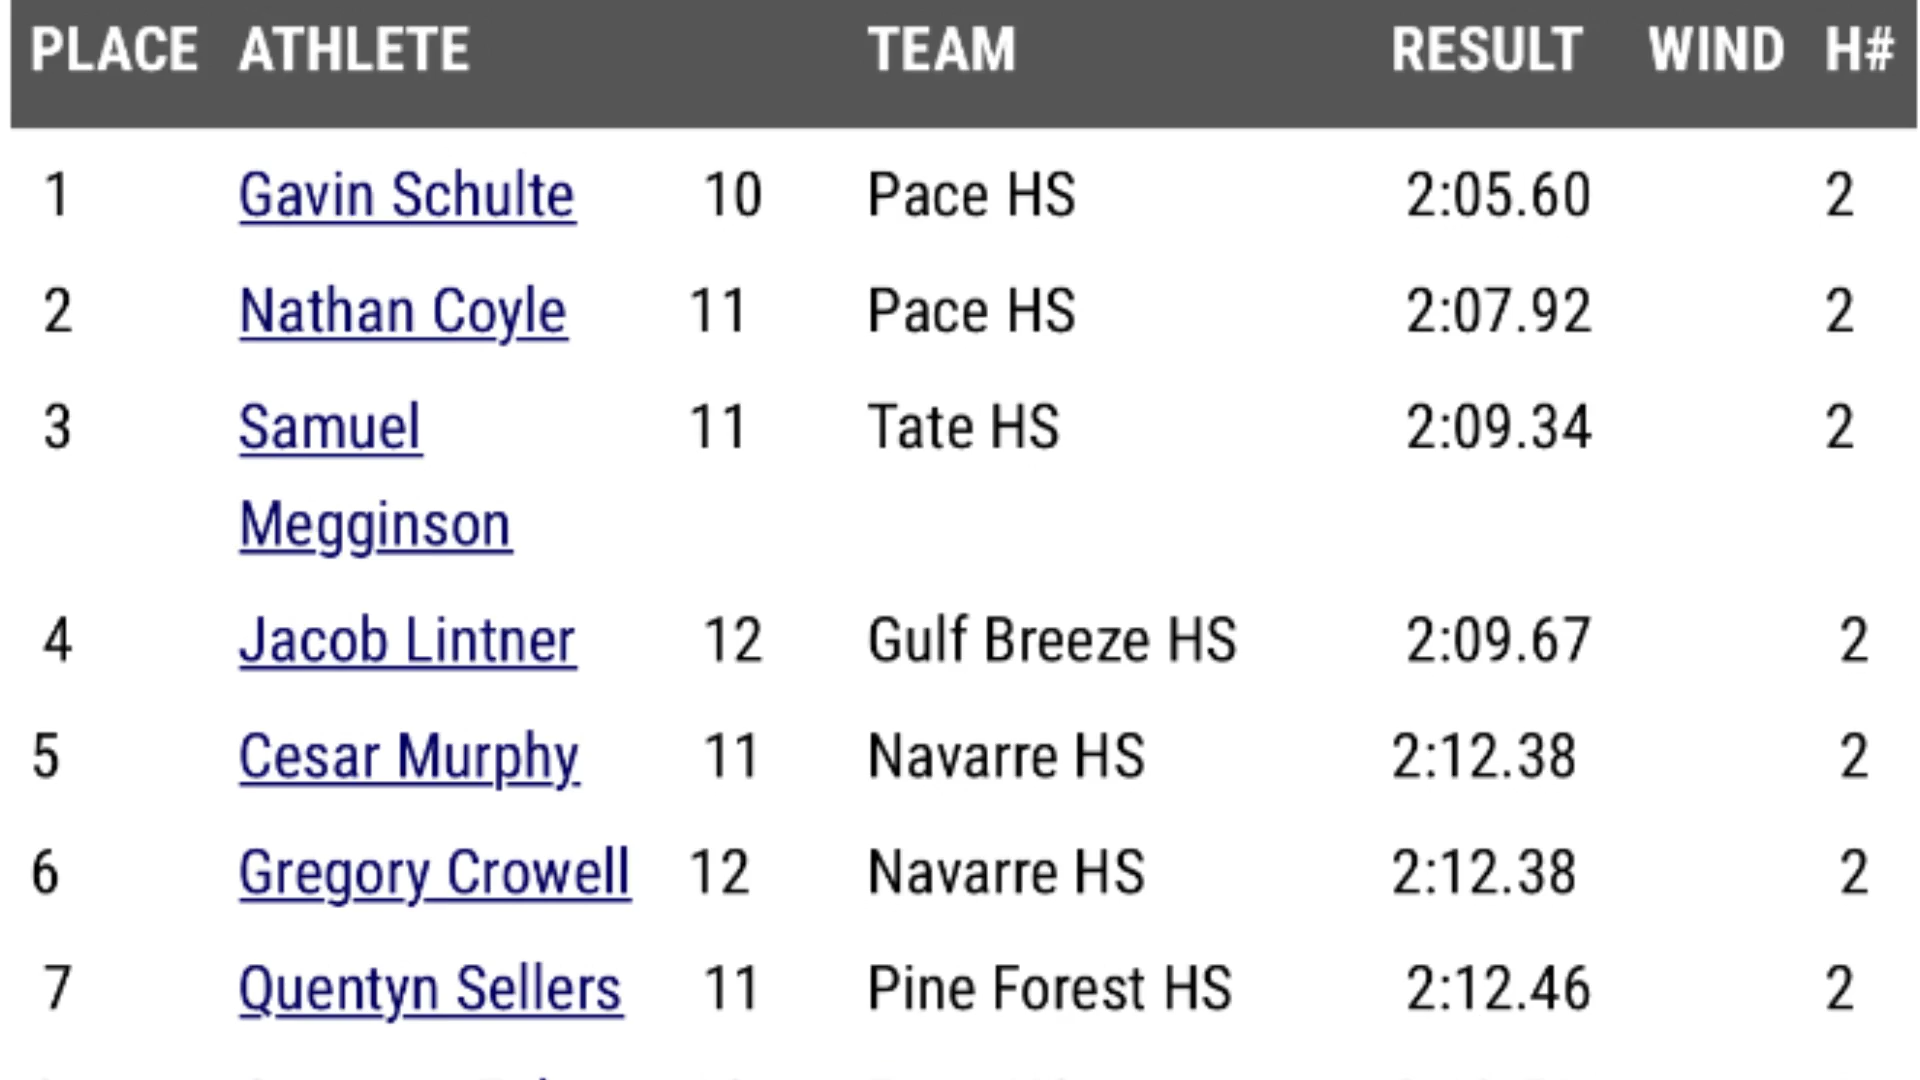 PLACE ATHLETE TEAM RESULT WIND H#
1 Gavin Schulte 10 Pace HS 2:05.60 2
2 Nathan Coyle 11 Pace HS 2:07.92 2
3 Samuel 11 Tate HS 2:09.34 2
Megginson
4 Jacob Lintner 12 Gulf Breeze HS 2:09.67 2
5 Cesar Murphy 11 Navarre HS 2:12.38 2
6 Gregory Crowell 12 Navarre HS 2:12.38 2
7 Quentyn Sellers 11 Pine Forest HS 2:12.46 2